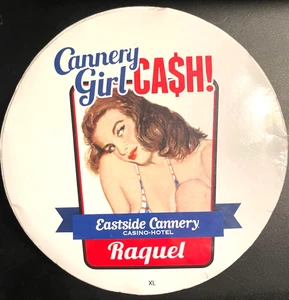 Cannery
Girl CA$H!
Eastside Cannery
CASINO-HOTEL
Raquel
XL